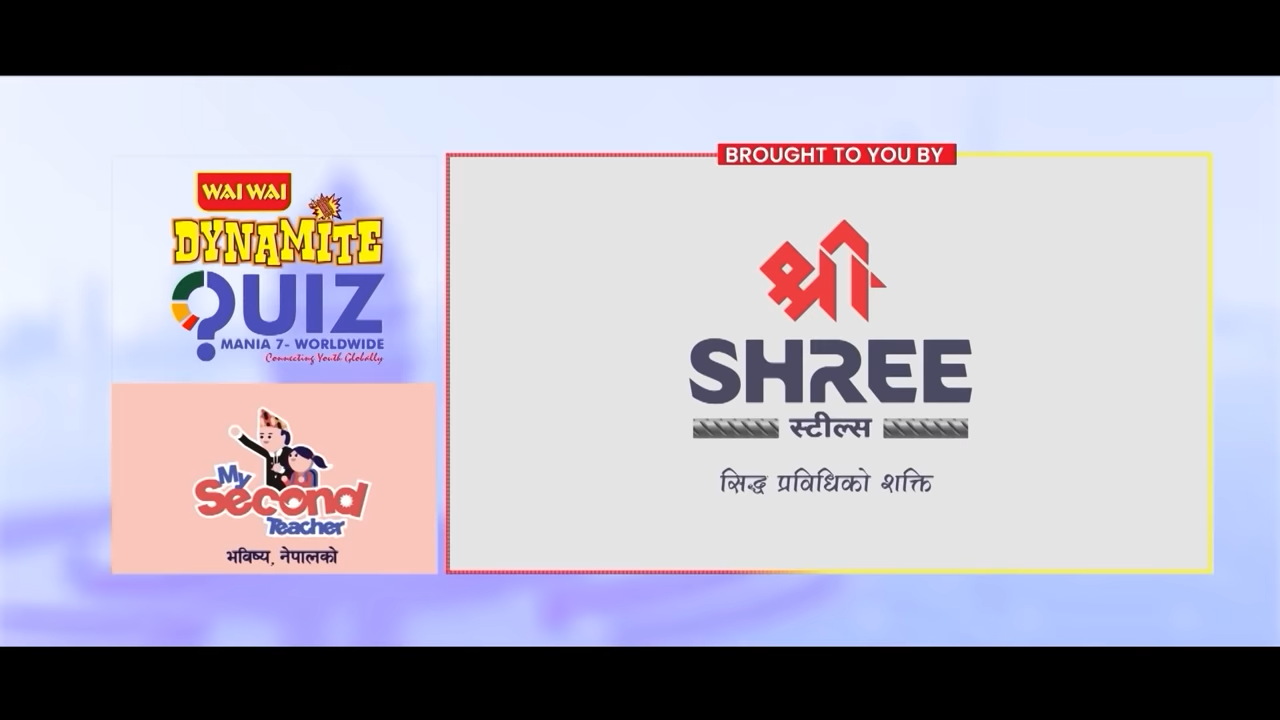 WAI WAI
DYNAMITE
QUIZ
MANIA 7- WORLDWIDE
Connecting Youth Globally
My
Second
Teacher
भविष्य, नेपालको
BROUGHT TO YOU BY
श्री
SHREE
स्टील्स
सिद्ध प्रविधिको शक्ति